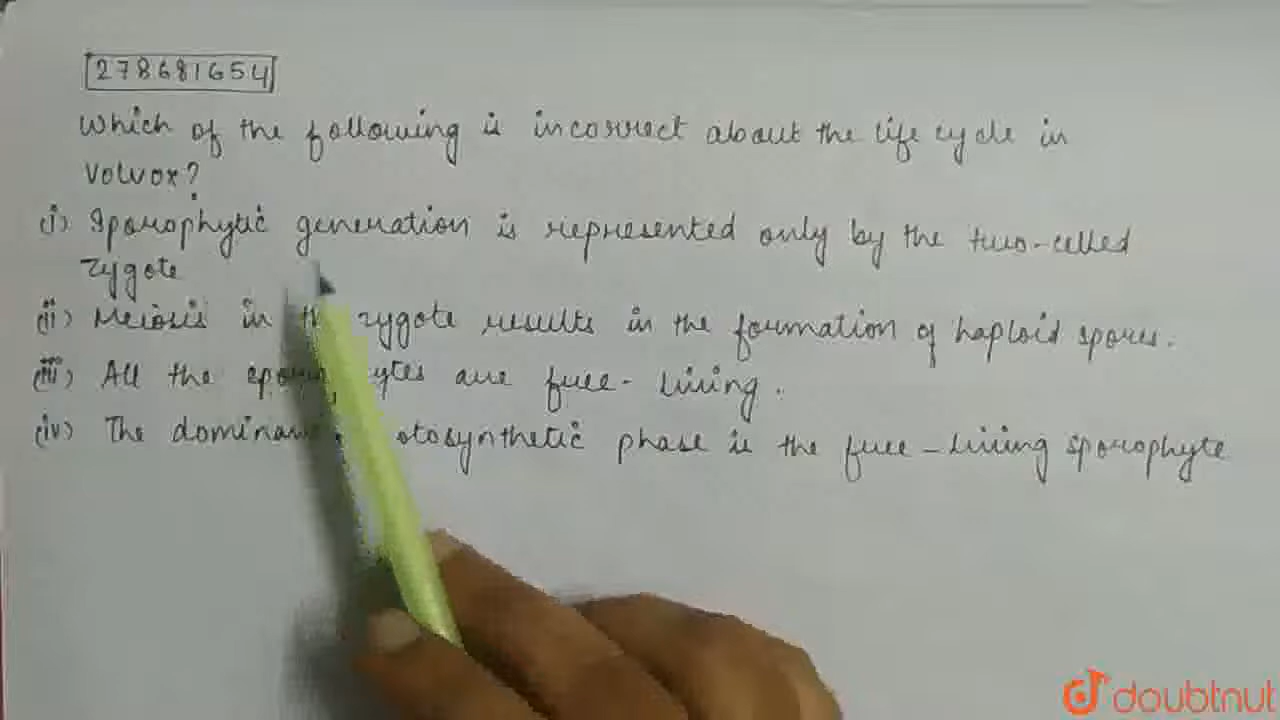 278681654
Which of the following is incorrect about the life cycle in
Volvox?
(i) Sporophytic generation is represented only by the two-celled
zygote
(ii) Meiosis in the zygote results in the formation of haploid spores.
(iii) All the are free-living.
(iv) The phase is the free-living sporophyte
doubtnut